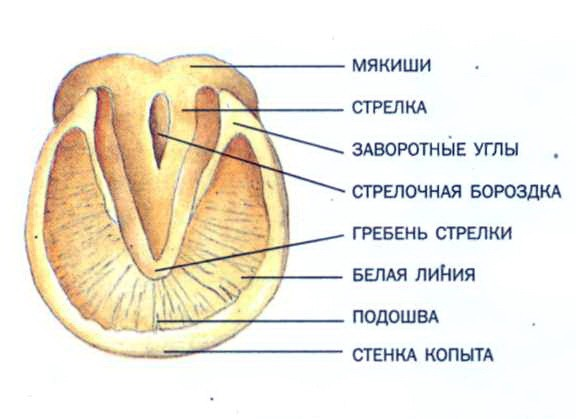 МЯКИШИ
СТРЕЛКА
ЗАВОРОТНЫЕ УГЛЫ
СТРЕЛОЧНАЯ БОРОЗДКА
ГРЕБЕНЬ СТРЕЛКИ
БЕЛАЯ ЛИНИЯ
ПОДОШВА
СТЕНКА КОПЫТА